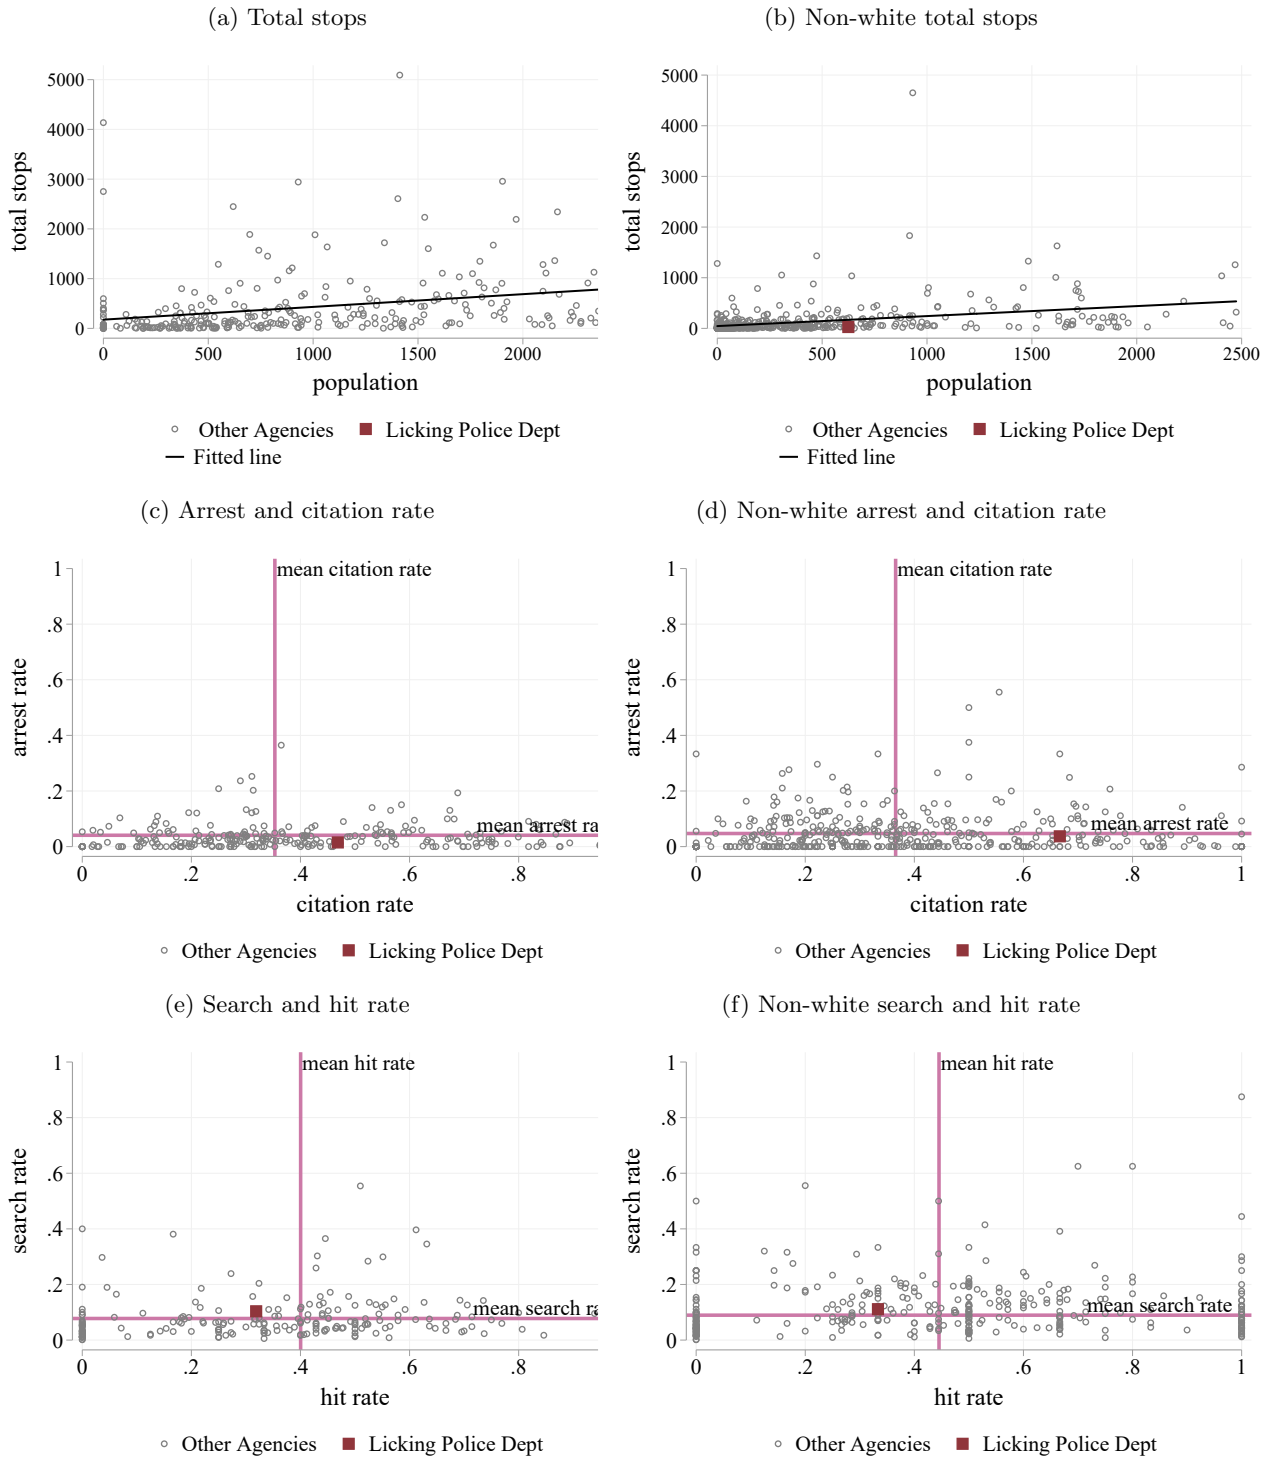 (a) Total stops
(b) Non-white total stops
total stops
5000
4000
3000
2000
1000
0
0 500 1000 1500 2000
population
Other Agencies Licking Police Dept
Fitted line
total stops
5000
4000
3000
2000
1000
0
0 500 1000 1500 2000 2500
population
Other Agencies Licking Police Dept
Fitted line
(c) Arrest and citation rate
(d) Non-white arrest and citation rate
arrest rate
1
.8
.6
.4
.2
0
mean citation rate
mean arrest ra
0 .2 .4 .6 .8
citation rate
Other Agencies Licking Police Dept
arrest rate
1
.8
.6
.4
.2
0
mean citation rate
mean arrest rate
0 .2 .4 .6 .8 1
citation rate
Other Agencies Licking Police Dept
(e) Search and hit rate
(f) Non-white search and hit rate
search rate
1
.8
.6
.4
.2
0
mean hit rate
mean search ra
0 .2 .4 .6 .8
hit rate
Other Agencies Licking Police Dept
search rate
1
.8
.6
.4
.2
0
mean hit rate
mean search rate
0 .2 .4 .6 .8 1
hit rate
Other Agencies Licking Police Dept